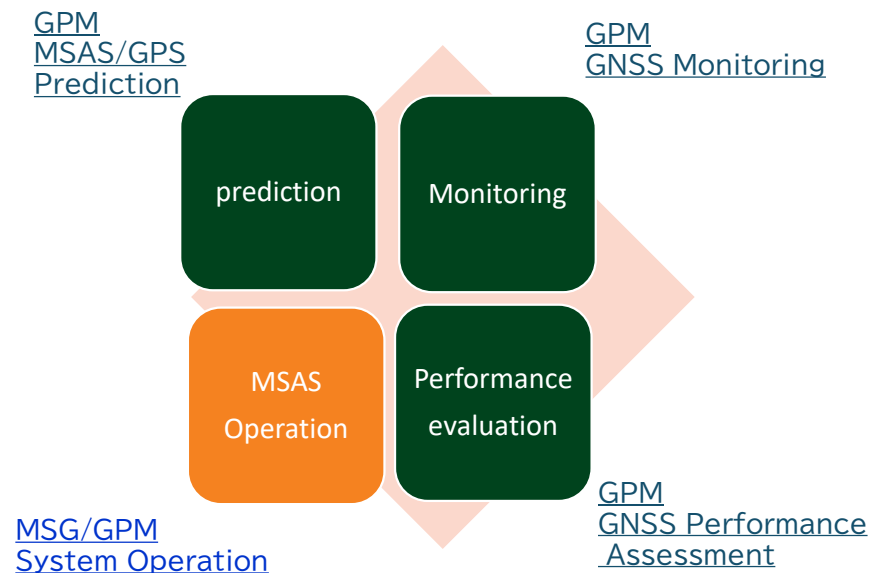 GPM
MSAS/GPS
Prediction
GPM
GNSS Monitoring
prediction
Monitoring
MSAS
Operation
Performance
evaluation
MSG/GPM
System Operation
GPM
GNSS Performance
Assessment